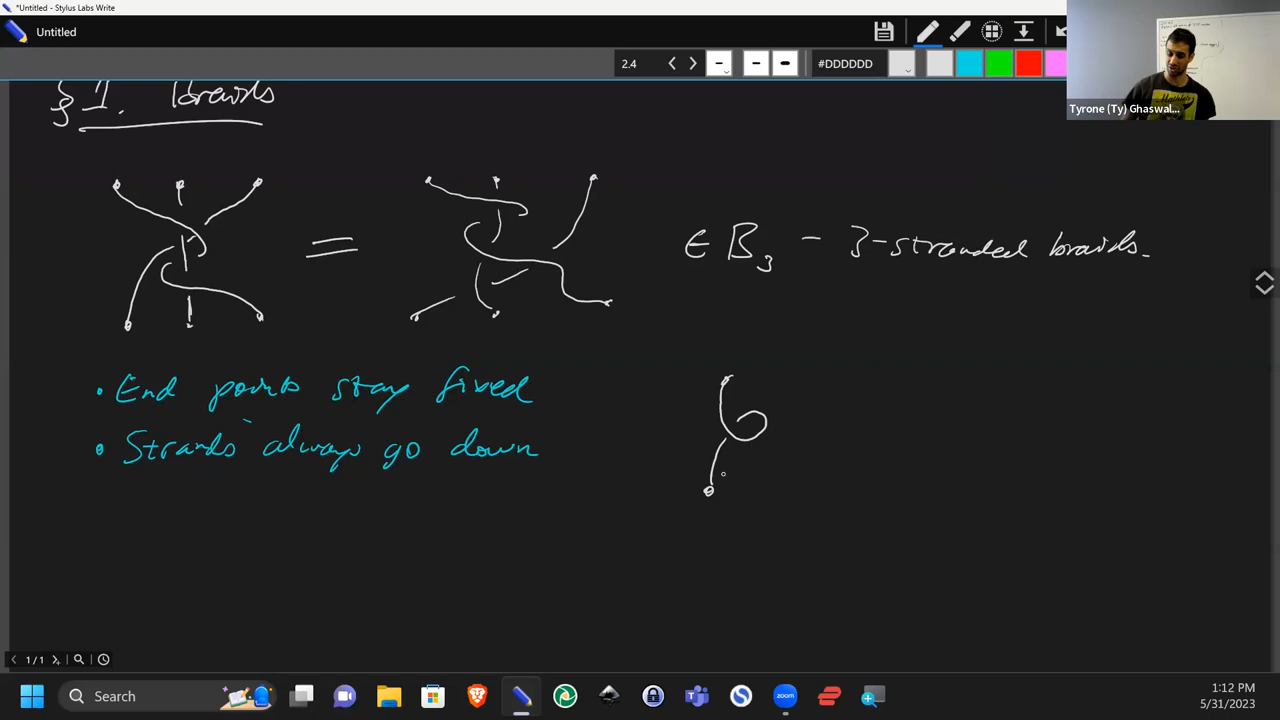 *Untitled - Stylus Labs Write
Untitled
2.4
#DDDDDD
Tyrone (Ty) Ghaswal...
§ 1. Braids
=
∈ B₃ - 3-stranded braids.
• End points stay fixed
• Strands always go down
1/1
Search
1:12 PM
5/31/2023